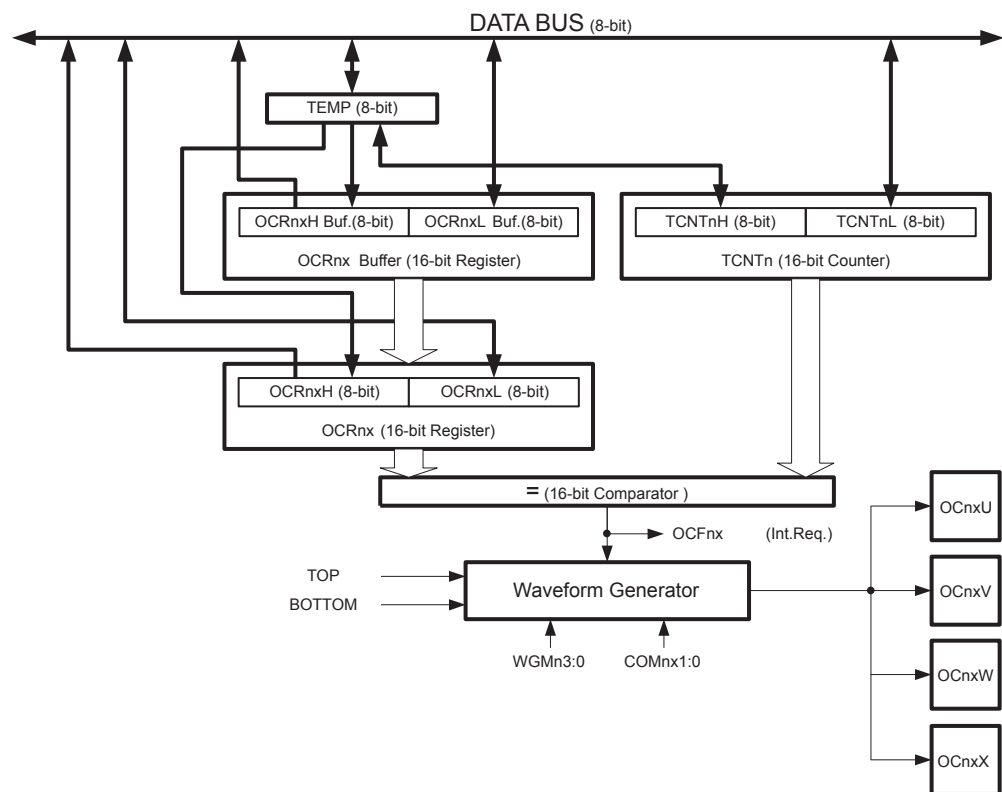 DATA BUS (8-bit)
TEMP (8-bit)
OCRnxH Buf.(8-bit) OCRnxL Buf.(8-bit)
OCRnx Buffer (16-bit Register)
TCNTnH (8-bit) TCNTnL (8-bit)
TCNTn (16-bit Counter)
OCRnxH (8-bit) OCRnxL (8-bit)
OCRnx (16-bit Register)
= (16-bit Comparator )
OCFnx (Int.Req.)
TOP
BOTTOM
Waveform Generator
WGMn3:0 COMnx1:0
OCnxU
OCnxV
OCnxW
OCnxX